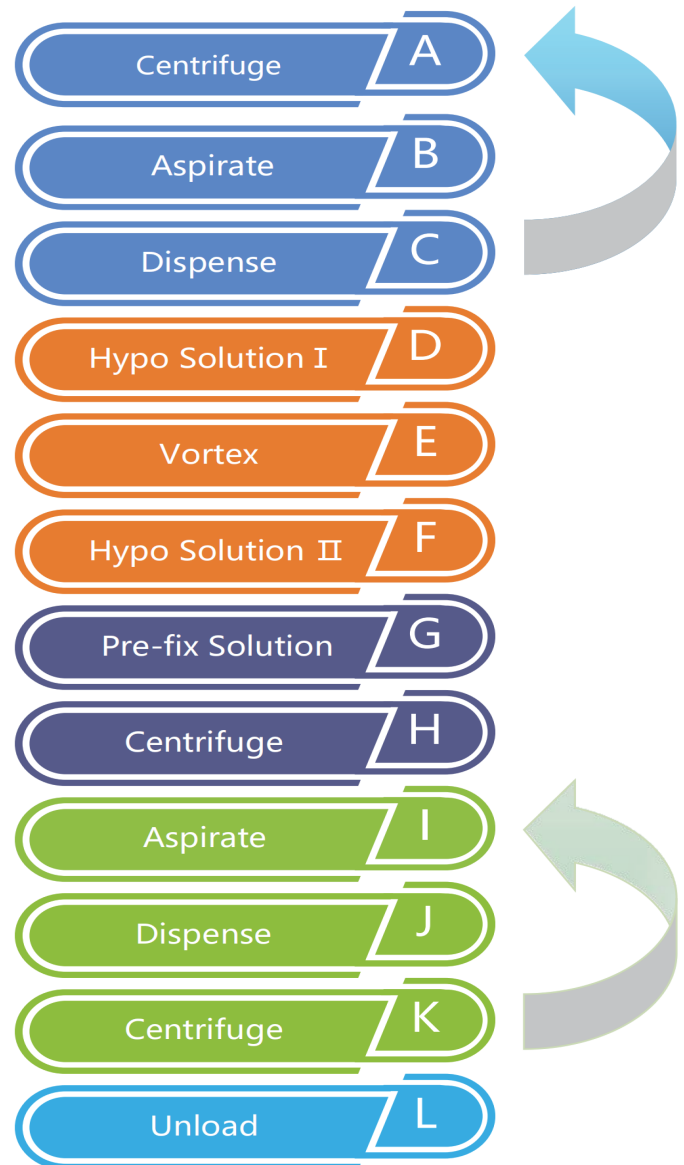 Centrifuge A
Aspirate B
Dispense C
Hypo Solution Ⅰ D
Vortex E
Hypo Solution Ⅱ F
Pre-fix Solution G
Centrifuge H
Aspirate I
Dispense J
Centrifuge K
Unload L